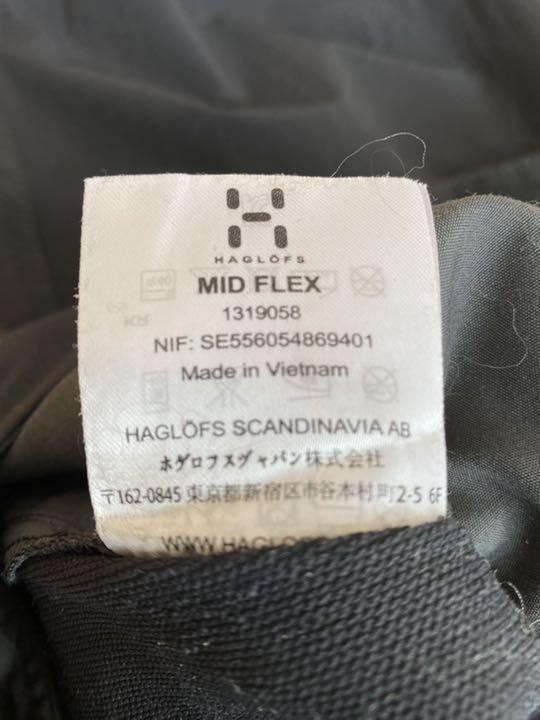 HAGLÖFS
MID FLEX
1319058
NIF: SE556054869401
Made in Vietnam
HAGLÖFS SCANDINAVIA AB
ホグロフスジャパン株式会社
〒162-0845 東京都新宿区市谷本村町2-5 6F
WWW.HAGLÖFS